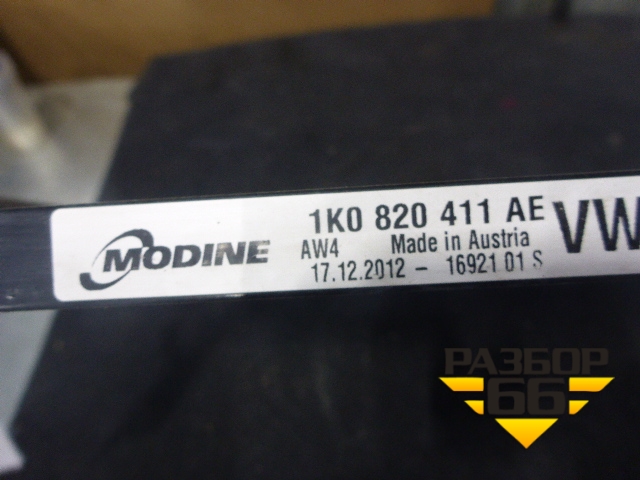 MODINE
1K0 820 411 AE
AW4 Made in Austria
17.12.2012 – 16921 01 S
VW
РАЗБОР
66